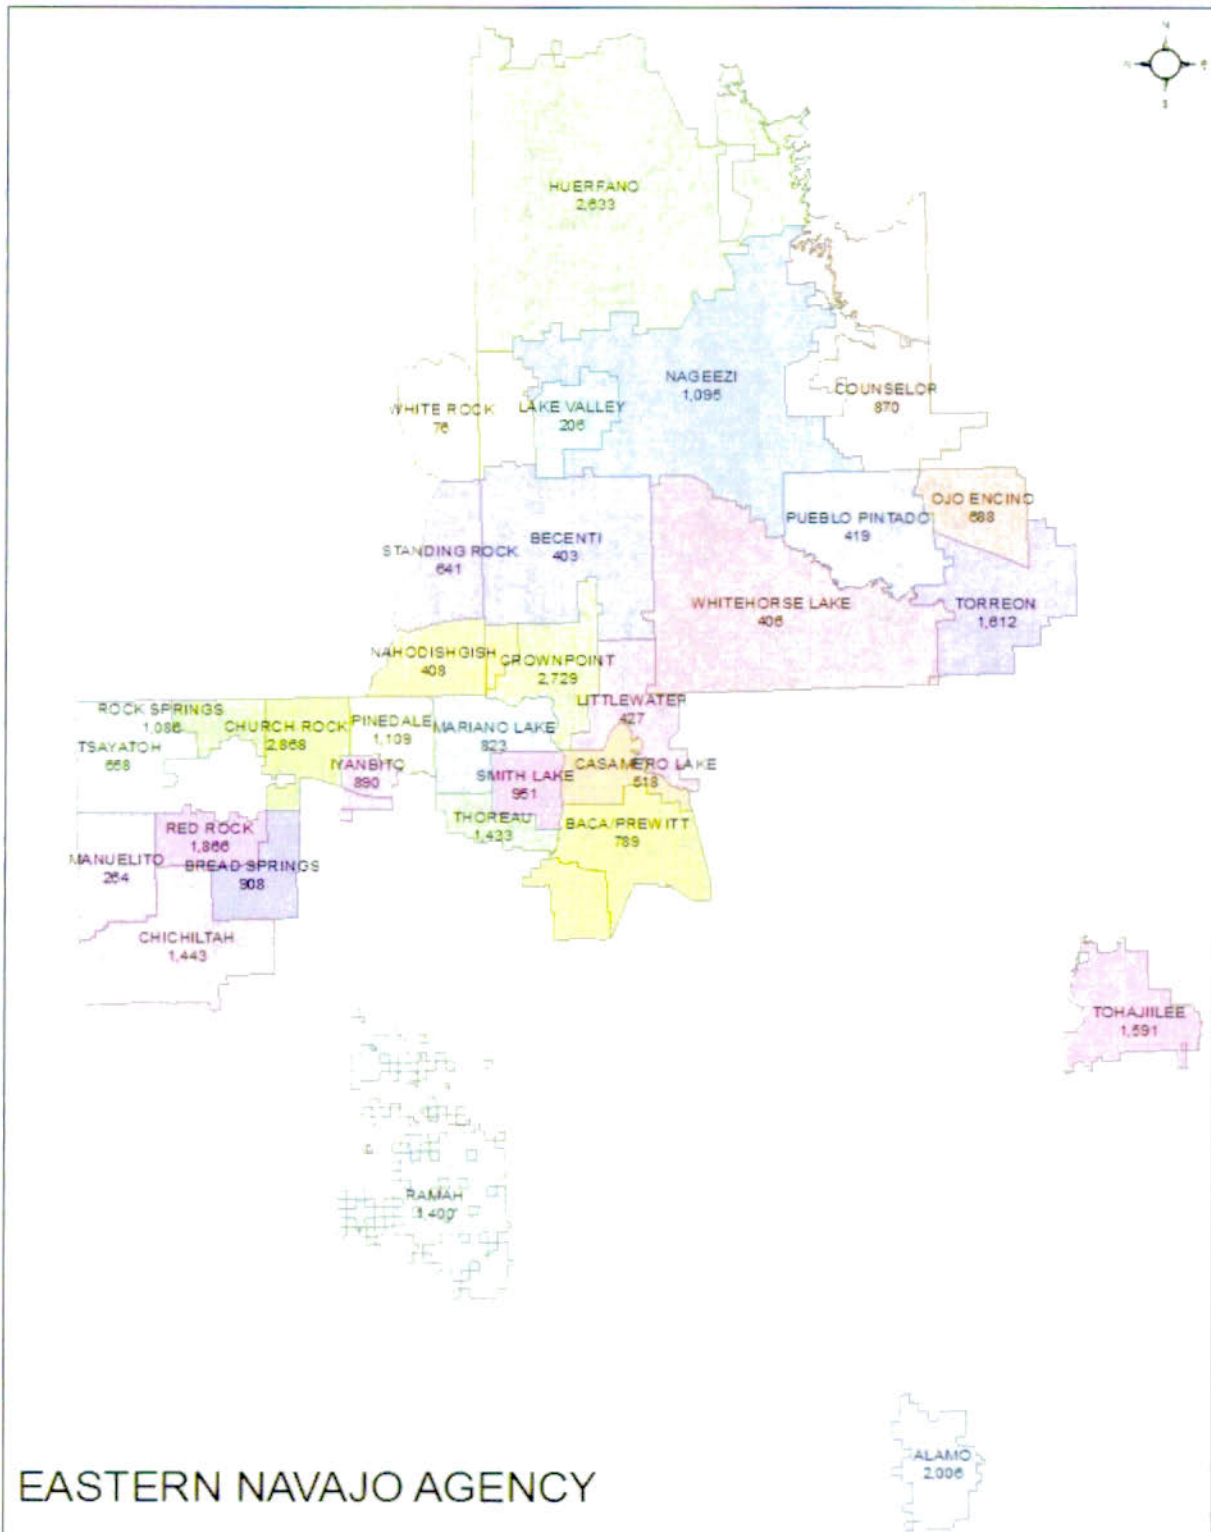 N
S
HUERFANO
2,633
NAGEEZI
1,095
COUNSELOR
870
WHITE ROCK
76
LAKE VALLEY
206
OJO ENCINO
688
PUEBLO PINTADO
419
BECENTI
403
STANDING ROCK
641
WHITEHORSE LAKE
406
TORREON
1,612
NAHODISHGISH
408
CROWNPOINT
2,729
LITTLEWATER
427
ROCK SPRINGS
1,086
CHURCH ROCK
2,868
PINEDALE
1,109
MARIANO LAKE
823
TSAYATOH
668
IYANBITO
890
SMITH LAKE
951
CASAMERO LAKE
518
THOREAU
1,433
BACA/PREWITT
789
RED ROCK
1,866
MANUELITO
264
BREAD SPRINGS
908
CHICHILTAH
1,443
TOHAJIILEE
1,591
RAMAH
1,400
ALAMO
2,006
EASTERN NAVAJO AGENCY